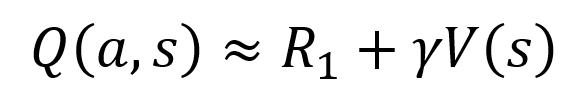 Q(a, s) ≈ R₁ + γV(s)